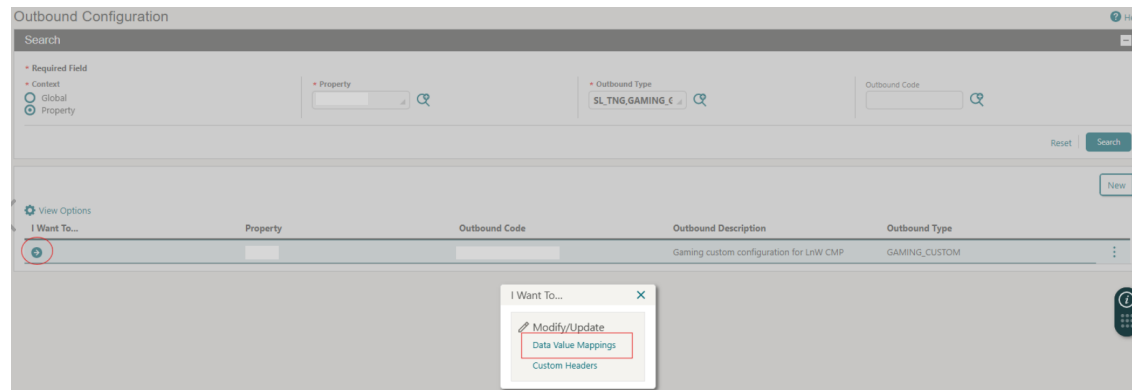 Outbound Configuration
He
Search
* Required Field
* Context
Global
Property
* Property
* Outbound Type
SL_TNG,GAMING_C
Outbound Code
Reset
Search
New
View Options
I Want To...
Property
Outbound Code
Outbound Description
Outbound Type
Gaming custom configuration for LnW CMP
GAMING_CUSTOM
I Want To...
Modify/Update
Data Value Mappings
Custom Headers